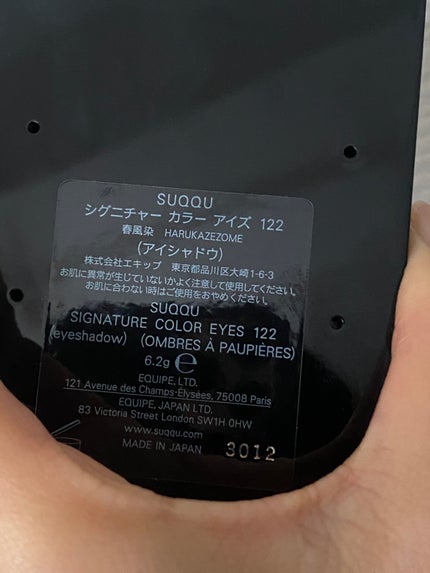 SUQQU
シグニチャー カラー アイズ 122
春風染 HARUKAZEZOME
(アイシャドウ)
株式会社エキップ 東京都品川区大崎1-6-3
お肌に異常が生じていないかよく注意して使用してください。
お肌に合わない時はご使用をおやめください。
SUQQU
SIGNATURE COLOR EYES 122
(eyeshadow) (OMBRES À PAUPIÈRES)
6.2g ℮
EQUIPE, LTD.
121 Avenue des Champs-Élysées, 75008 Paris
EQUIPE, JAPAN LTD.
83 Victoria Street London SW1H 0HW
www.suqqu.com
MADE IN JAPAN 3012